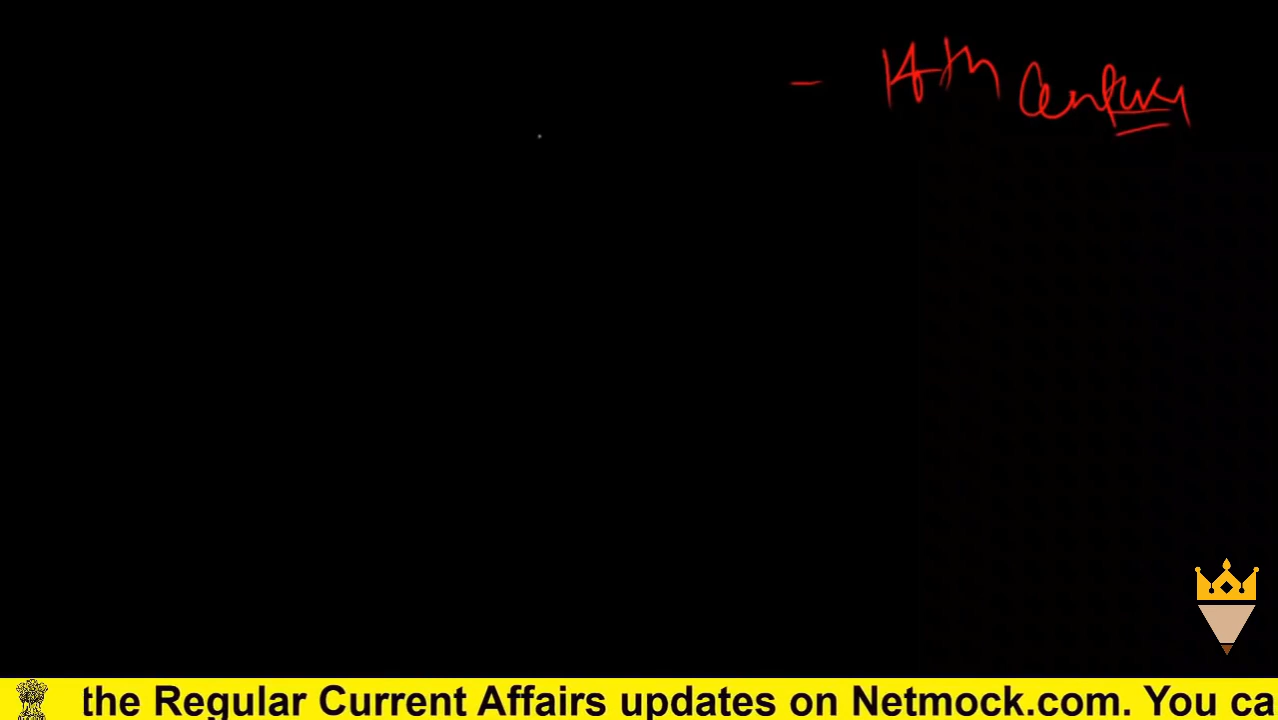 - 14th Century
the Regular Current Affairs updates on Netmock.com. You ca